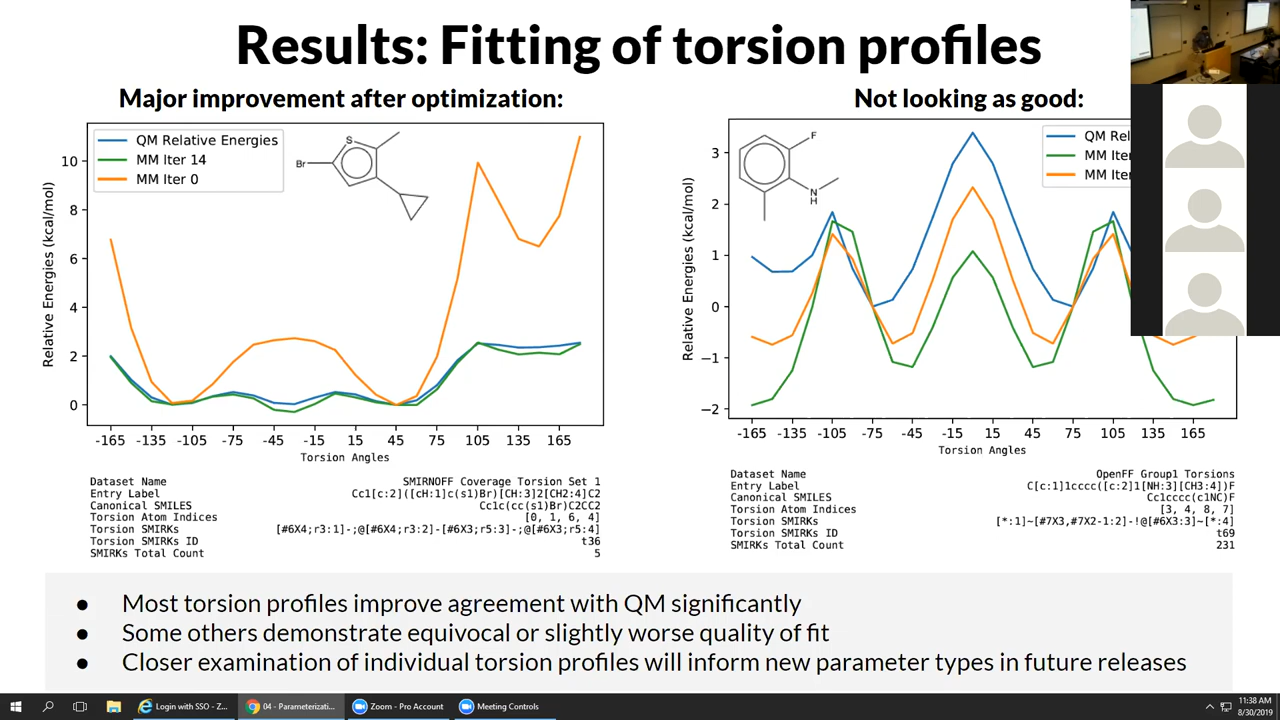 Results: Fitting of torsion profiles
Major improvement after optimization:
QM Relative Energies
MM Iter 14
MM Iter 0
S
Br
Relative Energies (kcal/mol)
10
8
6
4
2
0
-165 -135 -105 -75 -45 -15 15 45 75 105 135 165
Torsion Angles
Dataset Name SMIRNOFF Coverage Torsion Set 1
Entry Label Cc1[c:2]([cH:1]c(s1)Br)[CH:3]2[CH2:4]C2
Canonical SMILES Cc1c(cc(s1)Br)C2CC2
Torsion Atom Indices [0, 1, 6, 4]
Torsion SMIRKs [#6X4;r3:1]-;@[#6X4;r3:2]-[#6X3;r5:3]-;@[#6X3;r5:4]
Torsion SMIRKs ID t36
SMIRKs Total Count 5
Not looking as good:
QM Rel
MM Iter
MM Iter
F
N
H
Relative Energies (kcal/mol)
3
2
1
0
−1
−2
-165 -135 -105 -75 -45 -15 15 45 75 105 135 165
Torsion Angles
Dataset Name OpenFF Group1 Torsions
Entry Label C[c:1]1cccc([c:2]1[NH:3][CH3:4])F
Canonical SMILES Cc1cccc(c1NC)F
Torsion Atom Indices [3, 4, 8, 7]
Torsion SMIRKs [*:1]~[#7X3,#7X2-1:2]-!@[#6X3:3]~[*:4]
Torsion SMIRKs ID t69
SMIRKs Total Count 231
● Most torsion profiles improve agreement with QM significantly
● Some others demonstrate equivocal or slightly worse quality of fit
● Closer examination of individual torsion profiles will inform new parameter types in future releases
Login with SSO - Z...
04 - Parameterizati...
Zoom - Pro Account
Meeting Controls
11:38 AM
8/30/2019